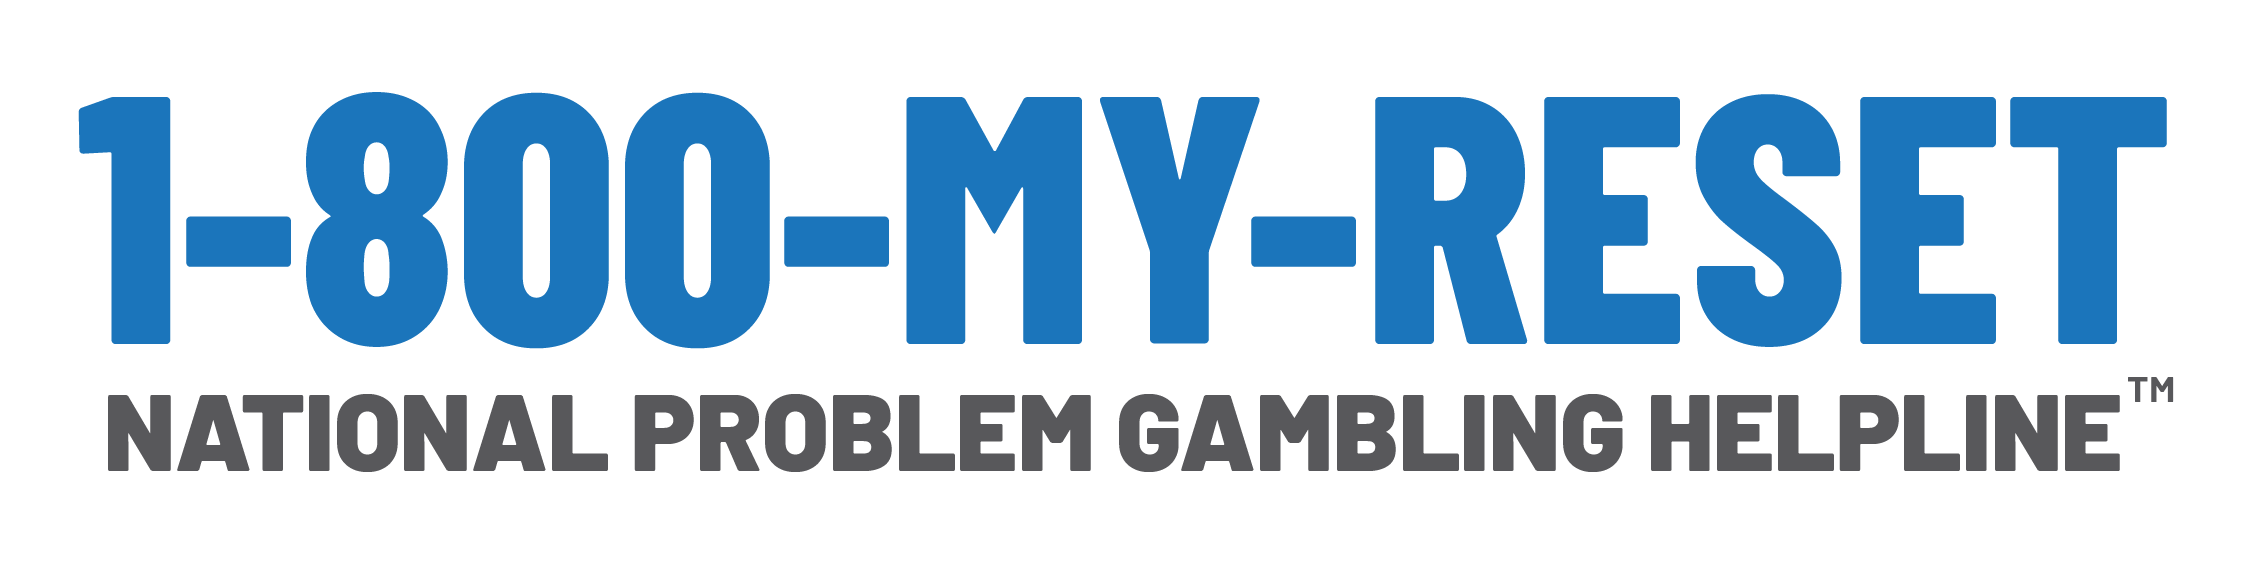 1-800-MY-RESET
NATIONAL PROBLEM GAMBLING HELPLINE™